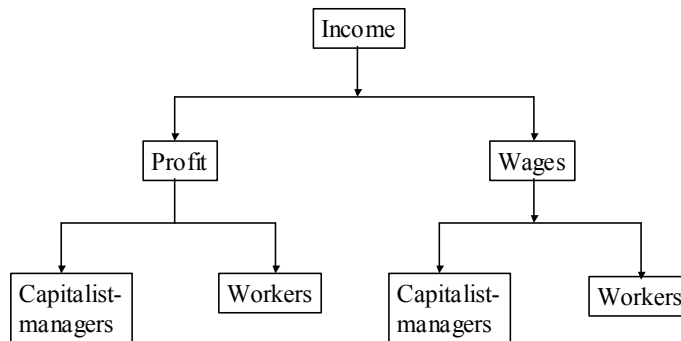 Income
Profit
Wages
Capitalist-
managers
Workers
Capitalist-
managers
Workers